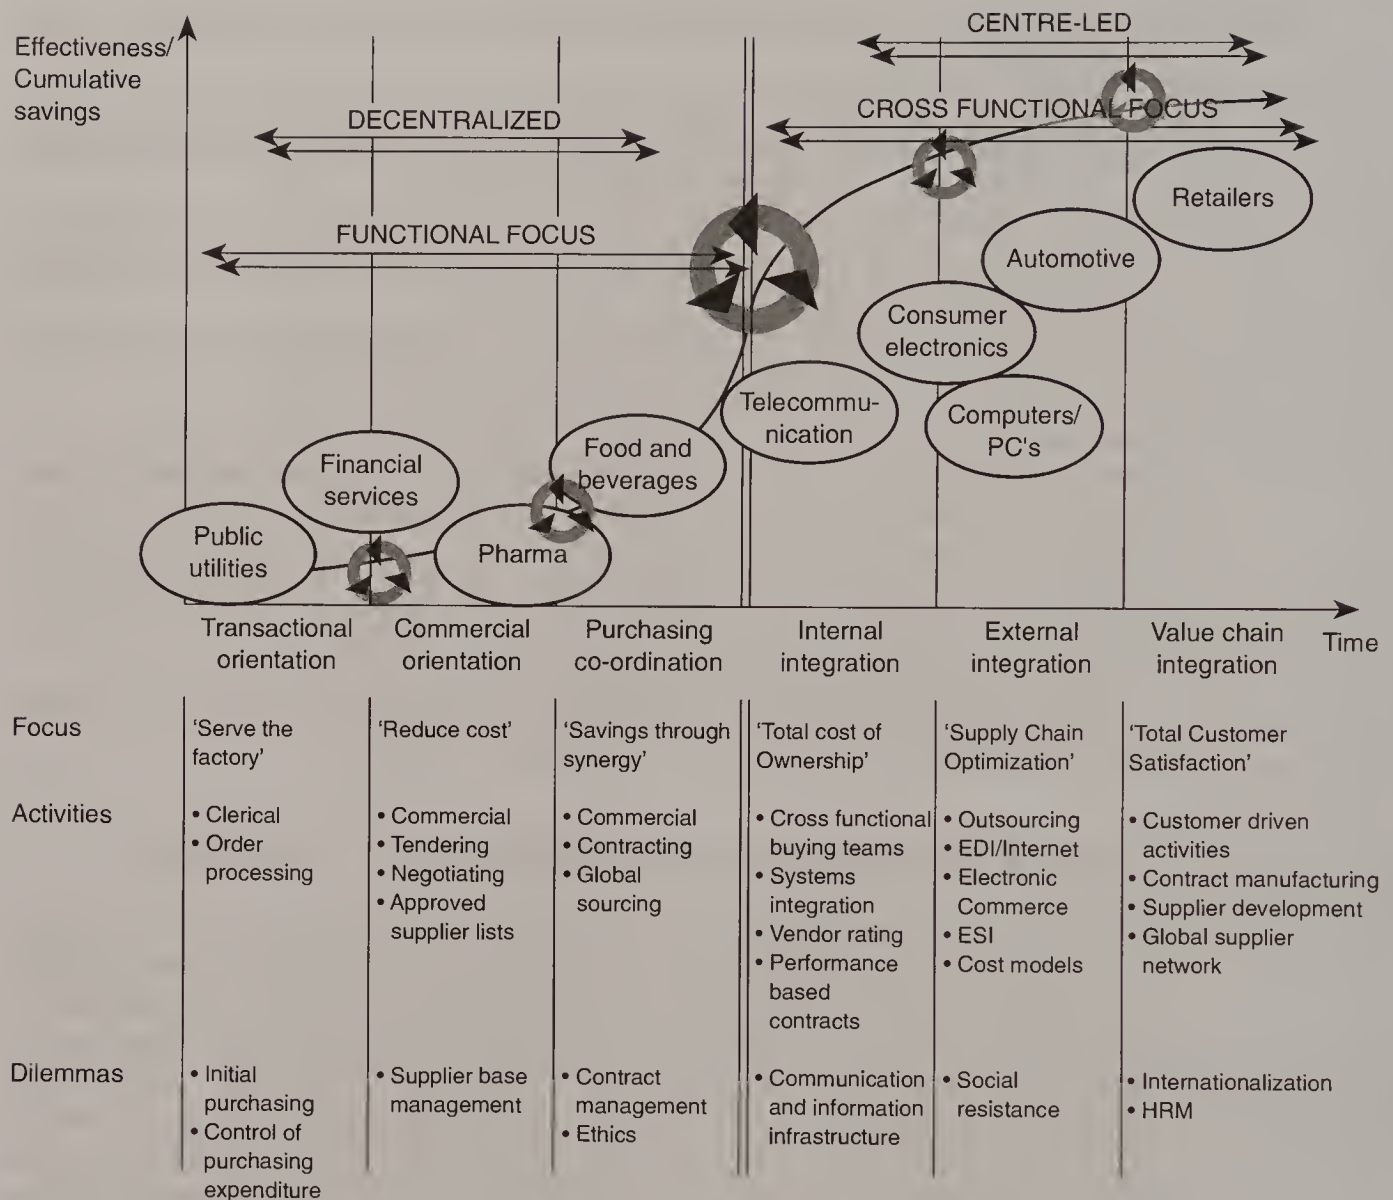 CENTRE-LED
Effectiveness/
Cumulative
savings
DECENTRALIZED
CROSS FUNCTIONAL FOCUS
FUNCTIONAL FOCUS
Retailers
Automotive
Consumer
electronics
Telecommu-
nication
Computers/
PC's
Food and
beverages
Financial
services
Public
utilities
Pharma
Transactional
orientation
Commercial
orientation
Purchasing
co-ordination
Internal
integration
External
integration
Value chain
integration
Time
Focus
‘Serve the
factory’
‘Reduce cost’
‘Savings through
synergy’
‘Total cost of
Ownership’
‘Supply Chain
Optimization’
‘Total Customer
Satisfaction’
Activities
• Clerical
• Order
processing
• Commercial
• Tendering
• Negotiating
• Approved
supplier lists
• Commercial
• Contracting
• Global
sourcing
• Cross functional
buying teams
• Systems
integration
• Vendor rating
• Performance
based
contracts
• Outsourcing
• EDI/Internet
• Electronic
Commerce
• ESI
• Cost models
• Customer driven
activities
• Contract manufacturing
• Supplier development
• Global supplier
network
Dilemmas
• Initial
purchasing
• Control of
purchasing
expenditure
• Supplier base
management
• Contract
management
• Ethics
• Communication
and information
infrastructure
• Social
resistance
• Internationalization
• HRM